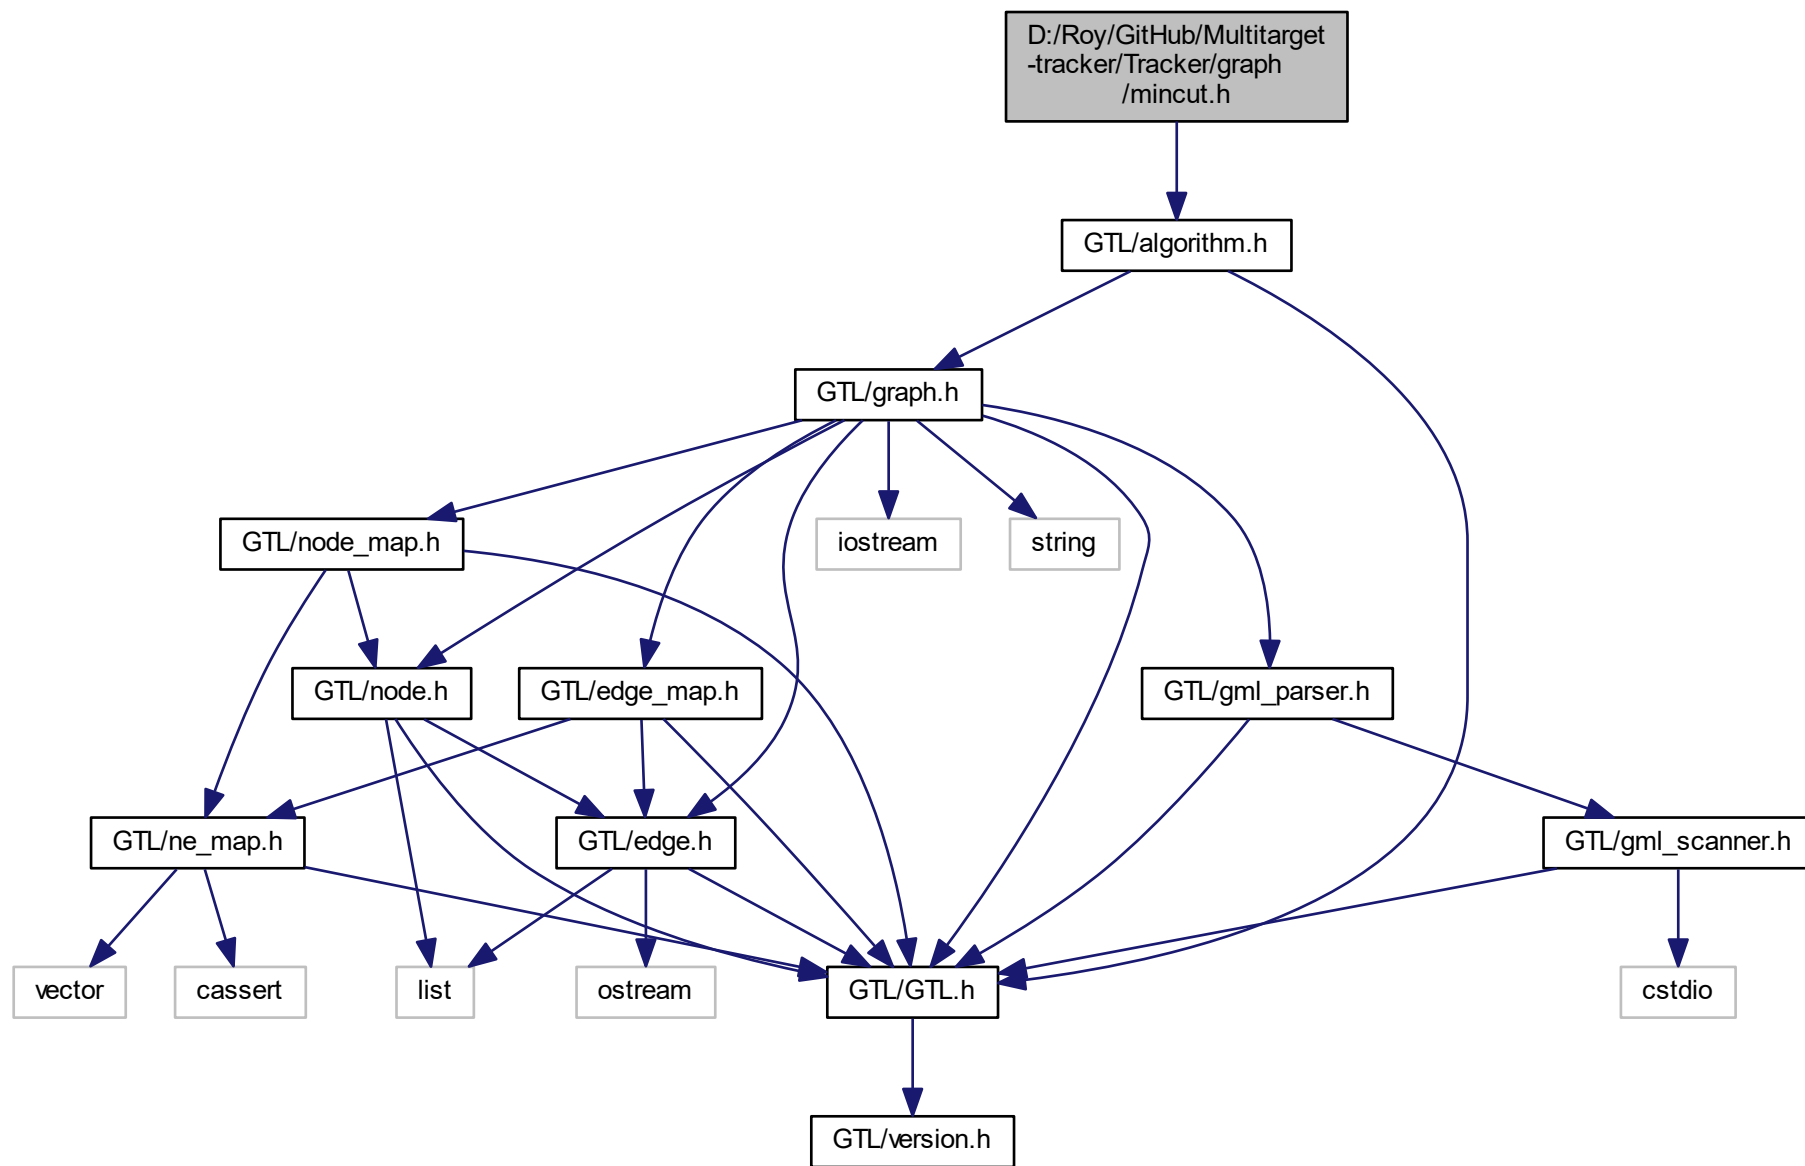 D:/Roy/GitHub/Multitarget
-tracker/Tracker/graph
/mincut.h
GTL/algorithm.h
GTL/graph.h
GTL/node_map.h
iostream
string
GTL/node.h
GTL/edge_map.h
GTL/gml_parser.h
GTL/ne_map.h
GTL/edge.h
GTL/gml_scanner.h
vector
cassert
list
ostream
GTL/GTL.h
cstdio
GTL/version.h